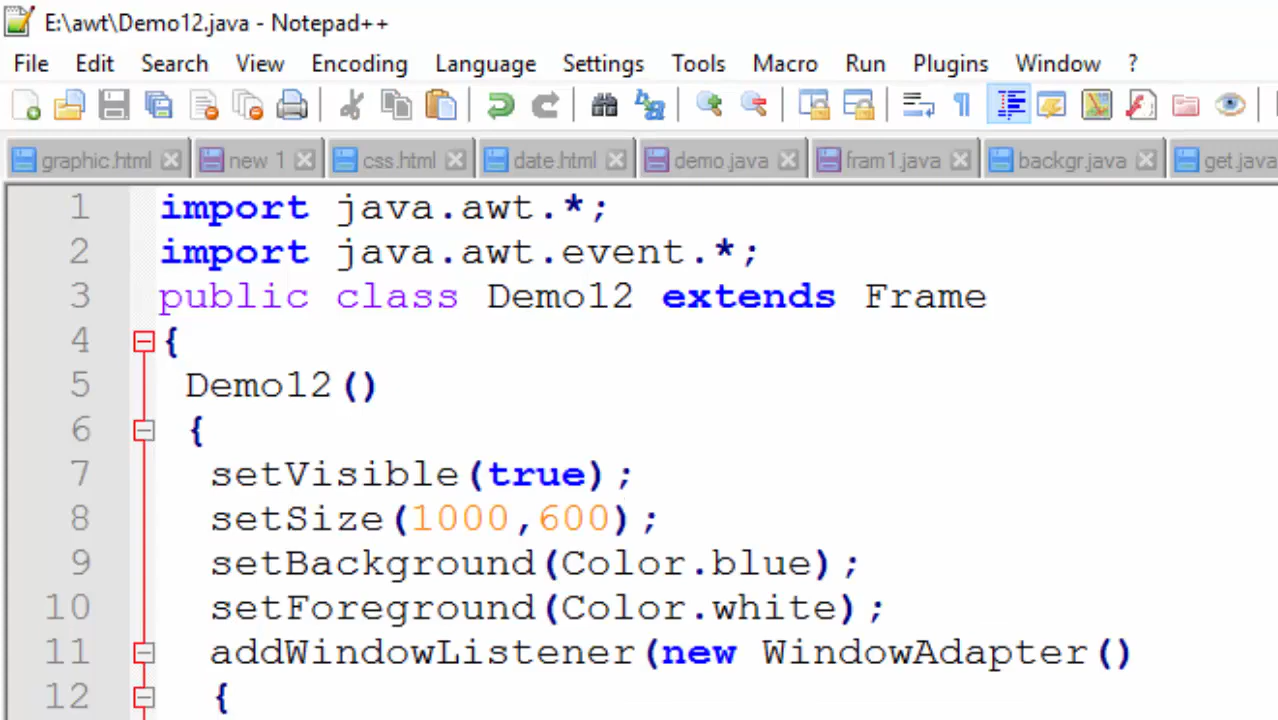 E:\awt\Demo12.java - Notepad++
File Edit Search View Encoding Language Settings Tools Macro Run Plugins Window ?
graphic.html new 1 css.html date.html demo.java fram1.java backgr.java get.java
1 import java.awt.*;
2 import java.awt.event.*;
3 public class Demo12 extends Frame
4 {
5 Demo12()
6 {
7 setVisible(true);
8 setSize(1000,600);
9 setBackground(Color.blue);
10 setForeground(Color.white);
11 addWindowListener(new WindowAdapter()
12 {